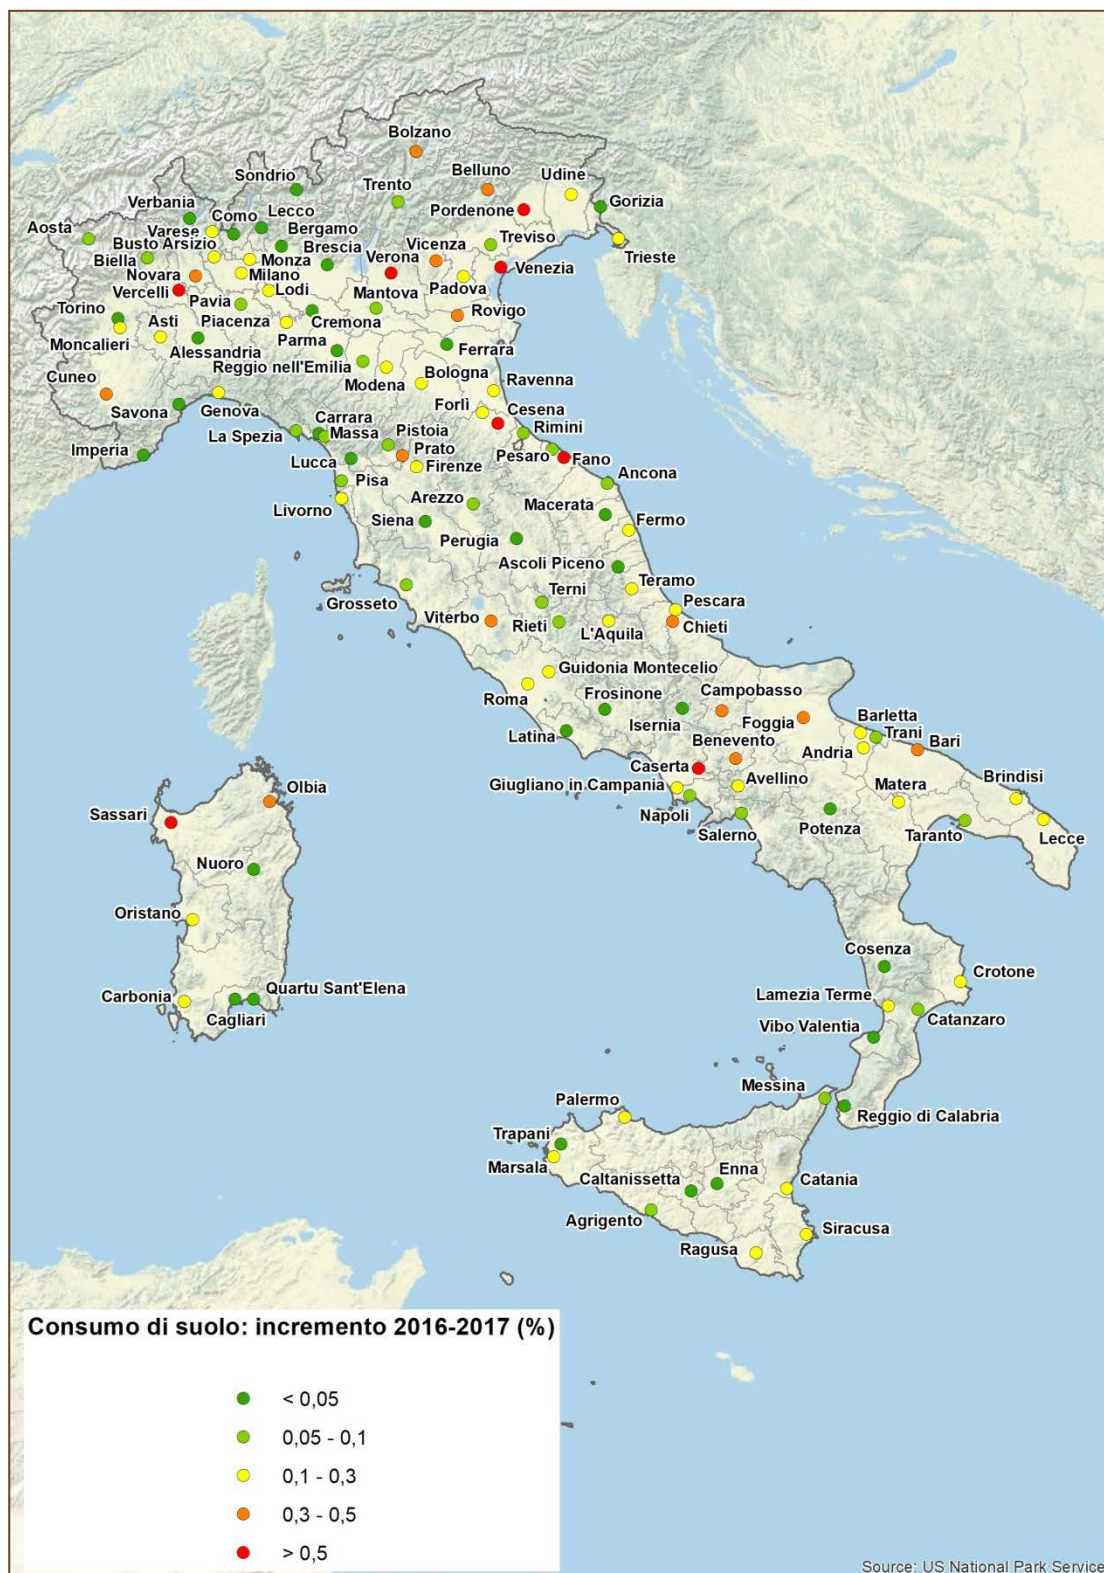 Bolzano
Sondrio
Trento
Belluno
Udine
Verbania
Como
Lecco
Pordenone
Gorizia
Aosta
Varese
Bergamo
Busto Arsizio
Brescia
Vicenza
Treviso
Biella
Monza
Verona
Trieste
Novara
Milano
Venezia
Vercelli
Lodi
Mantova
Padova
Torino
Pavia
Rovigo
Asti
Piacenza
Cremona
Moncalieri
Parma
Ferrara
Alessandria
Reggio nell'Emilia
Bologna
Cuneo
Modena
Ravenna
Savona
Genova
Forlì
Cesena
Carrara
La Spezia
Massa
Pistoia
Rimini
Imperia
Prato
Pesaro
Fano
Lucca
Firenze
Pisa
Ancona
Arezzo
Macerata
Livorno
Siena
Fermo
Perugia
Ascoli Piceno
Teramo
Grosseto
Terni
Pescara
Viterbo
Rieti
L'Aquila
Chieti
Guidonia Montecelio
Roma
Frosinone
Campobasso
Isernia
Foggia
Barletta
Latina
Trani
Benevento
Andria
Bari
Caserta
Giugliano in Campania
Avellino
Matera
Brindisi
Olbia
Napoli
Sassari
Salerno
Potenza
Taranto
Lecce
Nuoro
Oristano
Cosenza
Crotone
Carbonia
Quartu Sant'Elena
Lamezia Terme
Cagliari
Catanzaro
Vibo Valentia
Messina
Palermo
Reggio di Calabria
Trapani
Marsala
Caltanissetta
Enna
Catania
Agrigento
Siracusa
Ragusa
Consumo di suolo: incremento 2016-2017 (%)
< 0,05
0,05 - 0,1
0,1 - 0,3
0,3 - 0,5
> 0,5
Source: US National Park Service